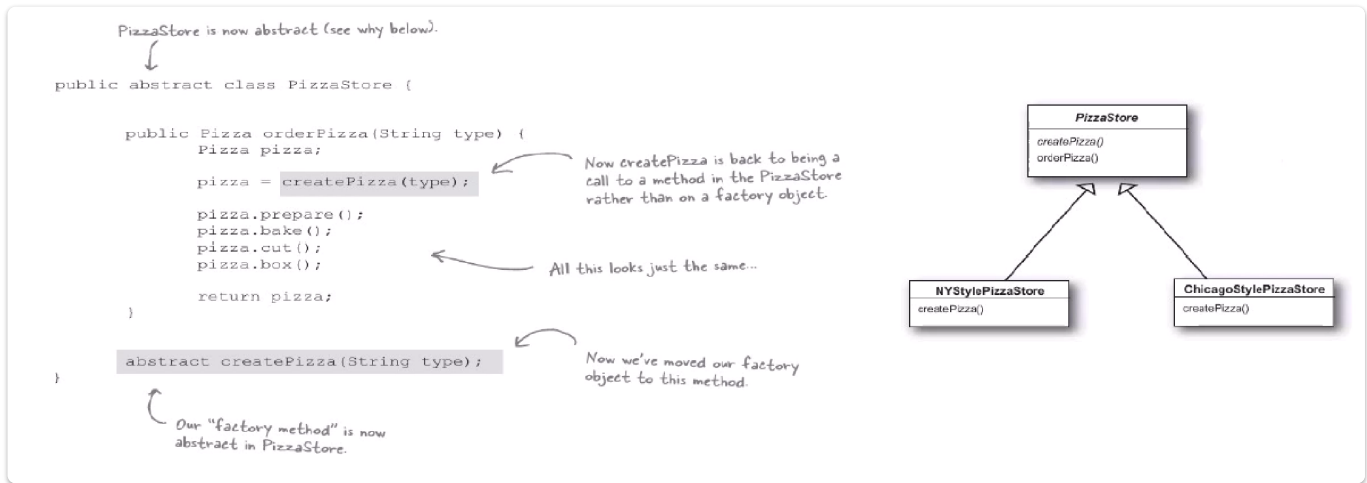 PizzaStore is now abstract (see why below).
public abstract class PizzaStore {
public Pizza orderPizza(String type) {
Pizza pizza;
pizza = createPizza(type);
pizza.prepare();
pizza.bake();
pizza.cut();
pizza.box();
return pizza;
}
abstract createPizza(String type);
}
Now createPizza is back to being a
call to a method in the PizzaStore
rather than on a factory object.
All this looks just the same...
Now we've moved our factory
object to this method.
Our "factory method" is now
abstract in PizzaStore.
PizzaStore
createPizza()
orderPizza()
NYStylePizzaStore
createPizza()
ChicagoStylePizzaStore
createPizza()